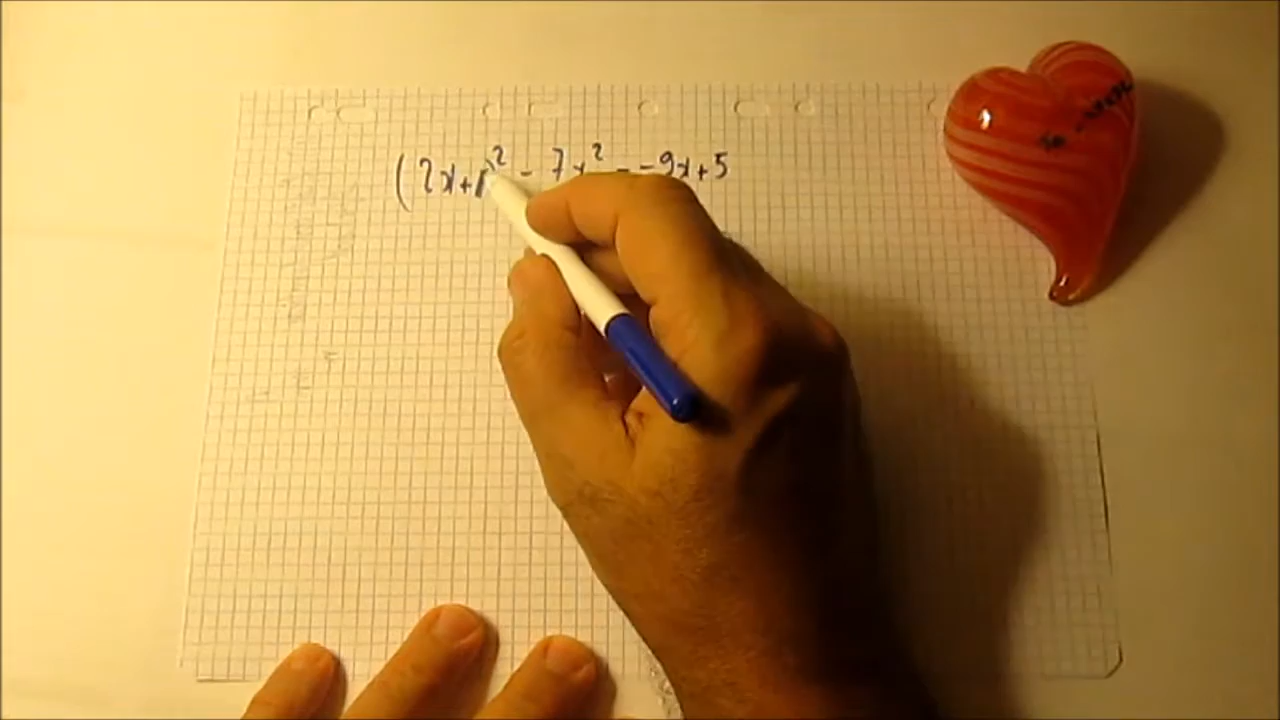 (2x+1)² - 7x² = -9x+5